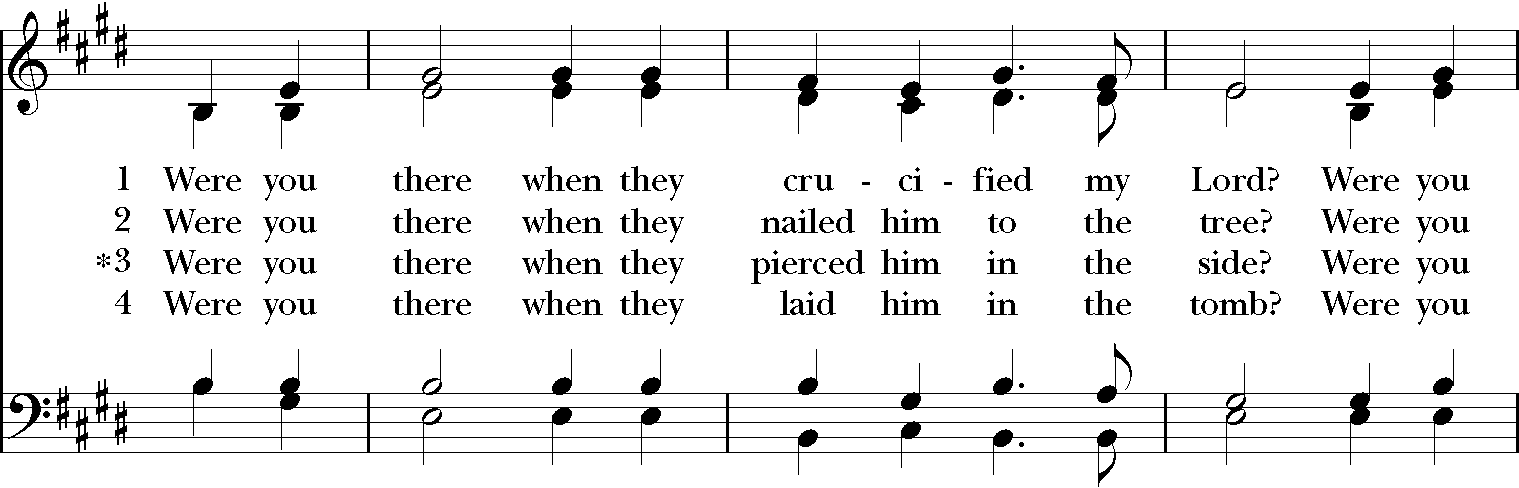 1 Were you there when they cru - ci - fied my Lord? Were you
2 Were you there when they nailed him to the tree? Were you
*3 Were you there when they pierced him in the side? Were you
4 Were you there when they laid him in the tomb? Were you